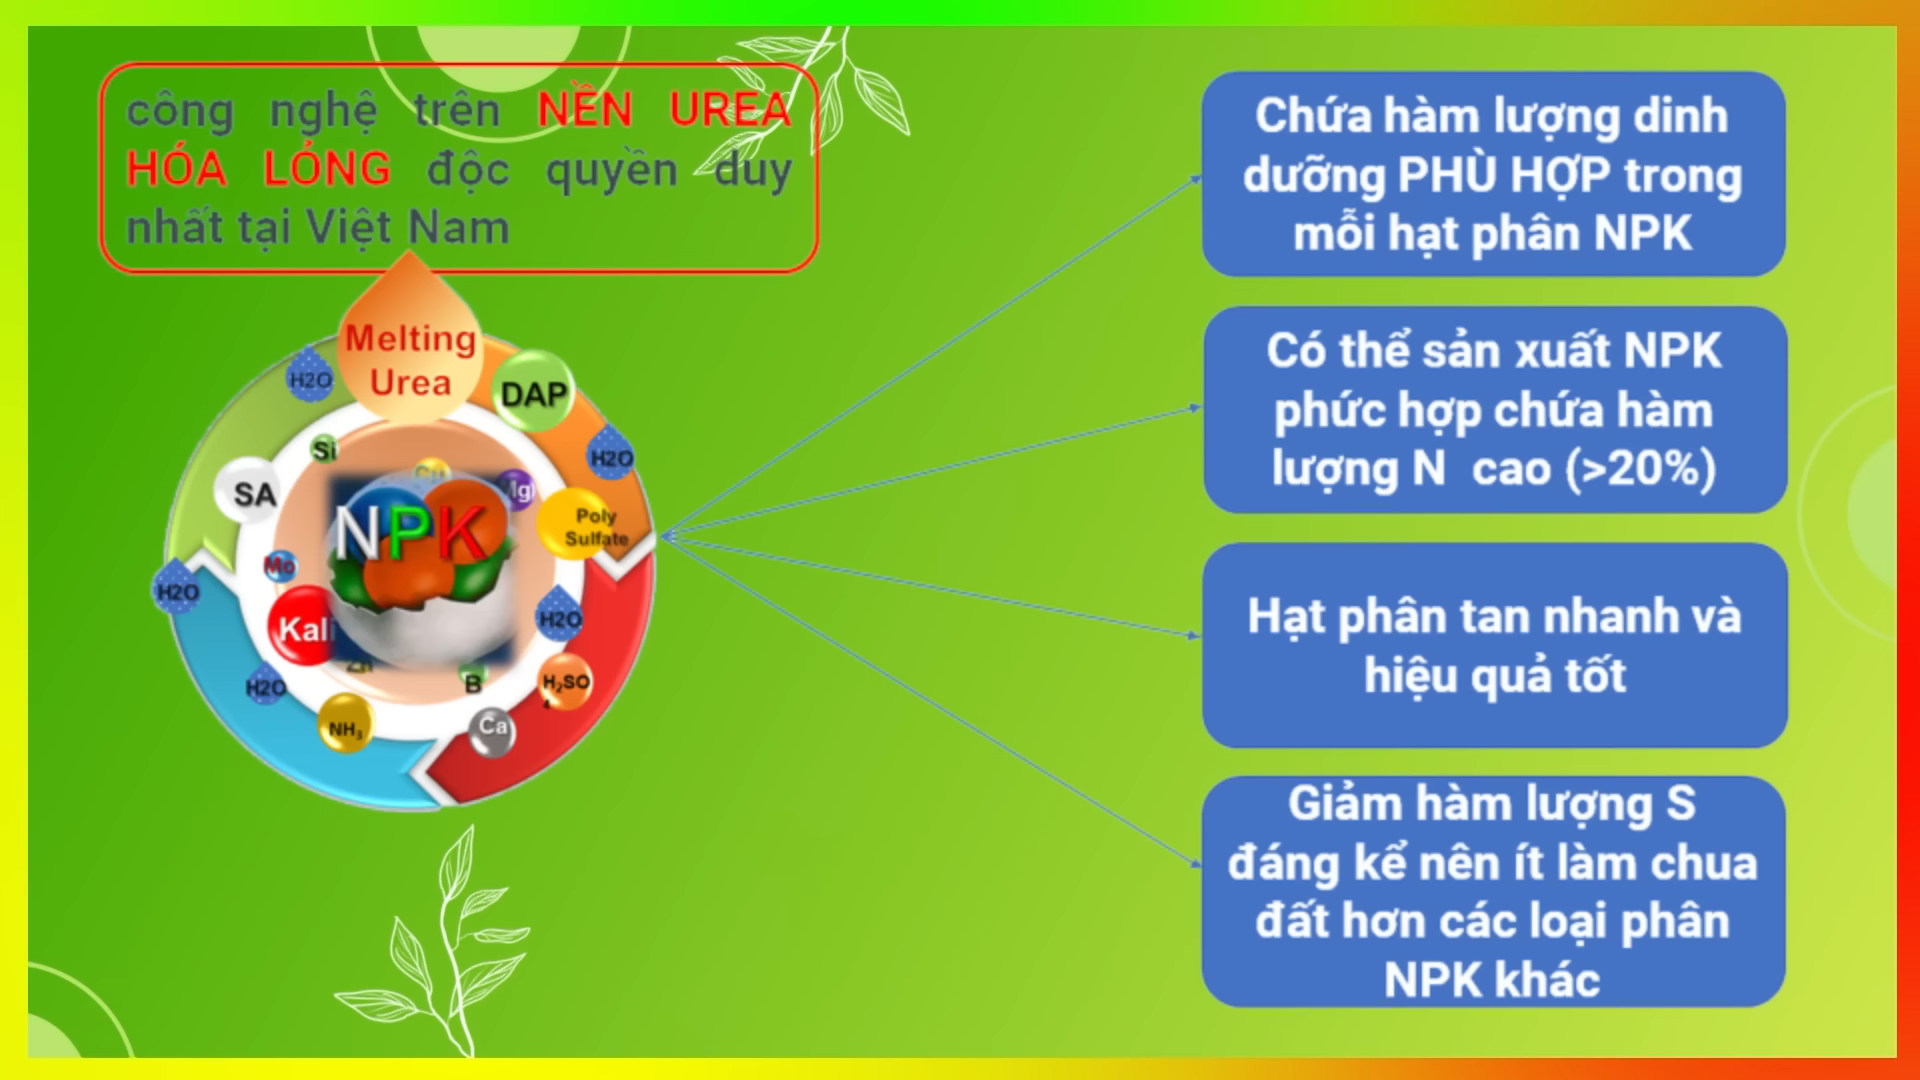 công nghệ trên NỀN UREA
HÓA LỎNG độc quyền duy
nhất tại Việt Nam
Melting
Urea
H2O
DAP
H2O
Si
SA
Mg
Poly
Sulfate
NPK
Mo
H2O
H2O
Kali
Zn
H2O
B
H₂SO
4
NH₃
Ca
Chứa hàm lượng dinh
dưỡng PHÙ HỢP trong
mỗi hạt phân NPK
Có thể sản xuất NPK
phức hợp chứa hàm
lượng N cao (>20%)
Hạt phân tan nhanh và
hiệu quả tốt
Giảm hàm lượng S
đáng kể nên ít làm chua
đất hơn các loại phân
NPK khác